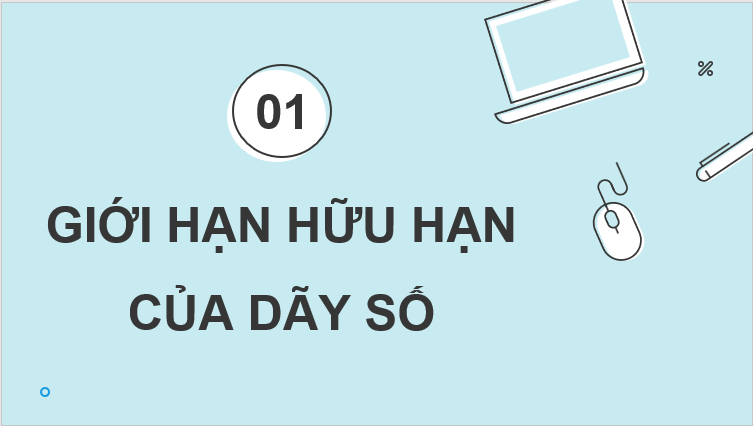 01
GIỚI HẠN HỮU HẠN
CỦA DÃY SỐ